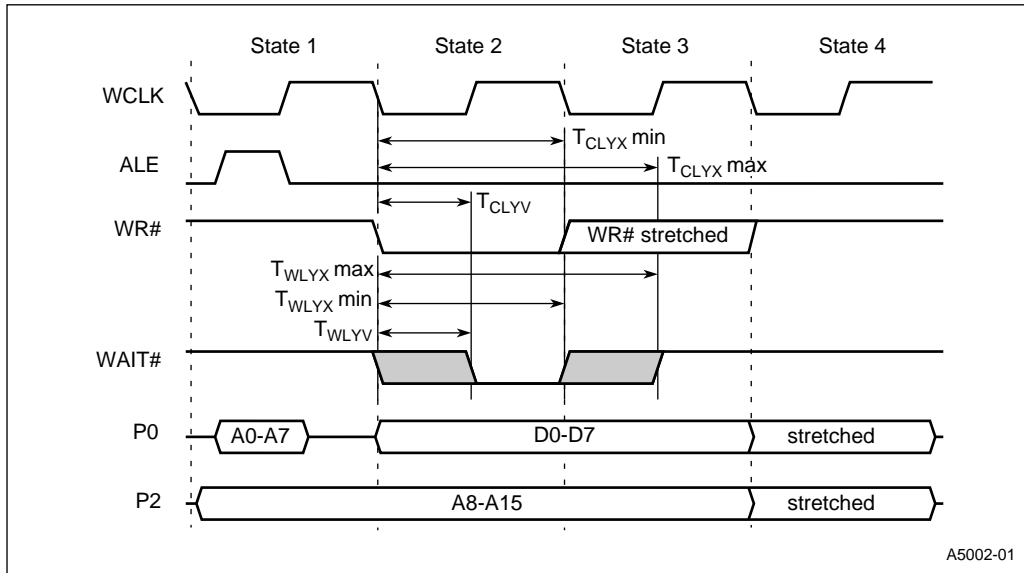 State 1 State 2 State 3 State 4
WCLK
T_CLYX min
ALE
T_CLYX max
T_CLYV
WR#
WR# stretched
T_WLYX max
T_WLYX min
T_WLYV
WAIT#
P0 A0-A7 D0-D7 stretched
P2 A8-A15 stretched
A5002-01